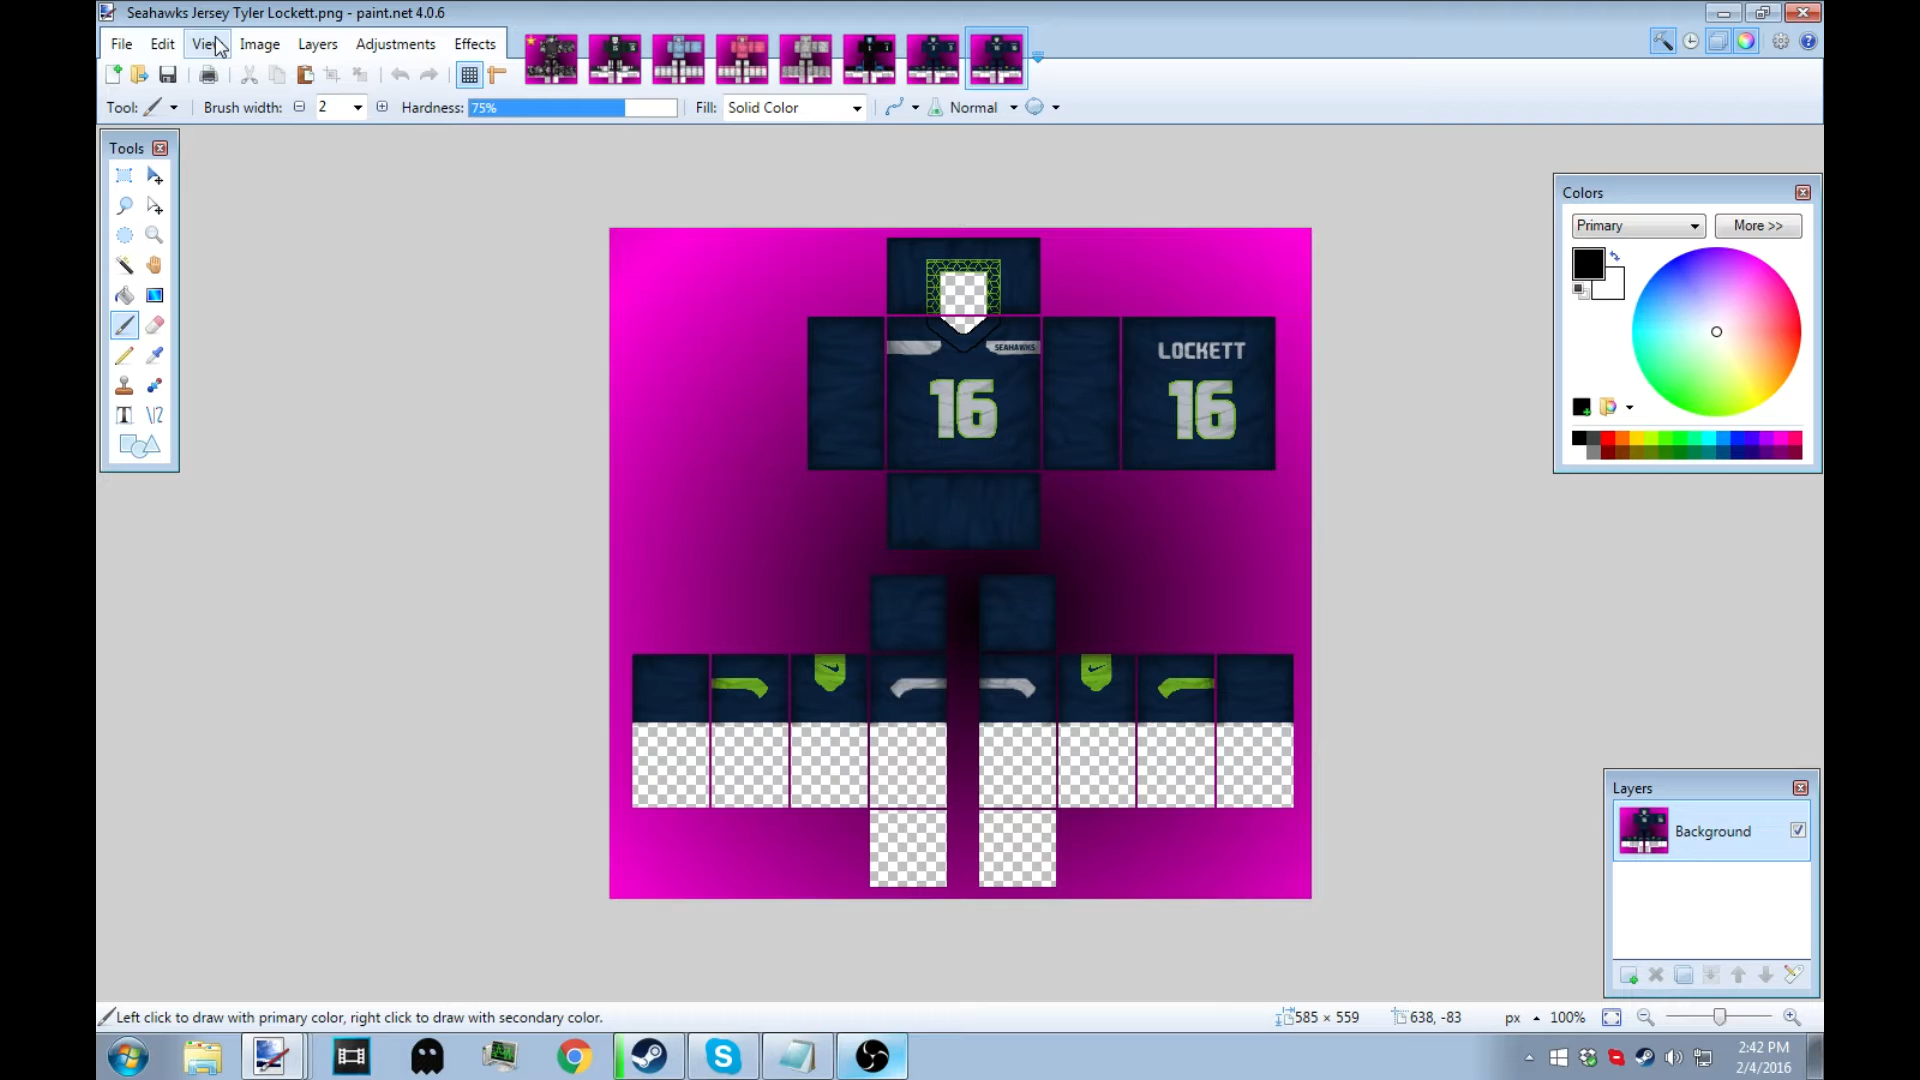 Seahawks Jersey Tyler Lockett.png - paint.net 4.0.6
File Edit View Image Layers Adjustments Effects
Tool: Brush width: 2 Hardness: 75% Fill: Solid Color Normal
Tools
Colors
Primary More >>
SEAHAWKS
LOCKETT
16
16
Layers
Background
Left click to draw with primary color, right click to draw with secondary color.
585 × 559 638, -83 px 100%
2:42 PM
2/4/2016